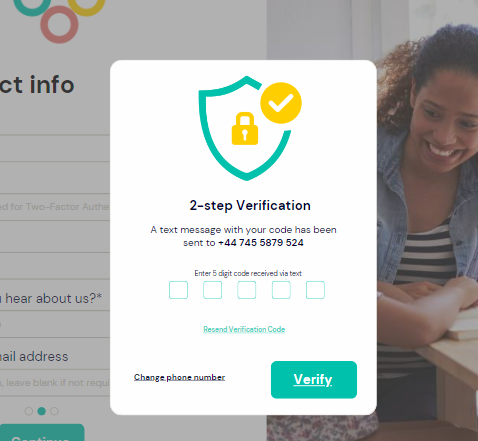 ct info
ed for Two-Factor Authe
hear about us?*
ail address
, leave blank if not requi
Continue
2-step Verification
A text message with your code has been
sent to +44 745 5879 524
Enter 5 digit code received via text
Resend Verification Code
Change phone number
Verify